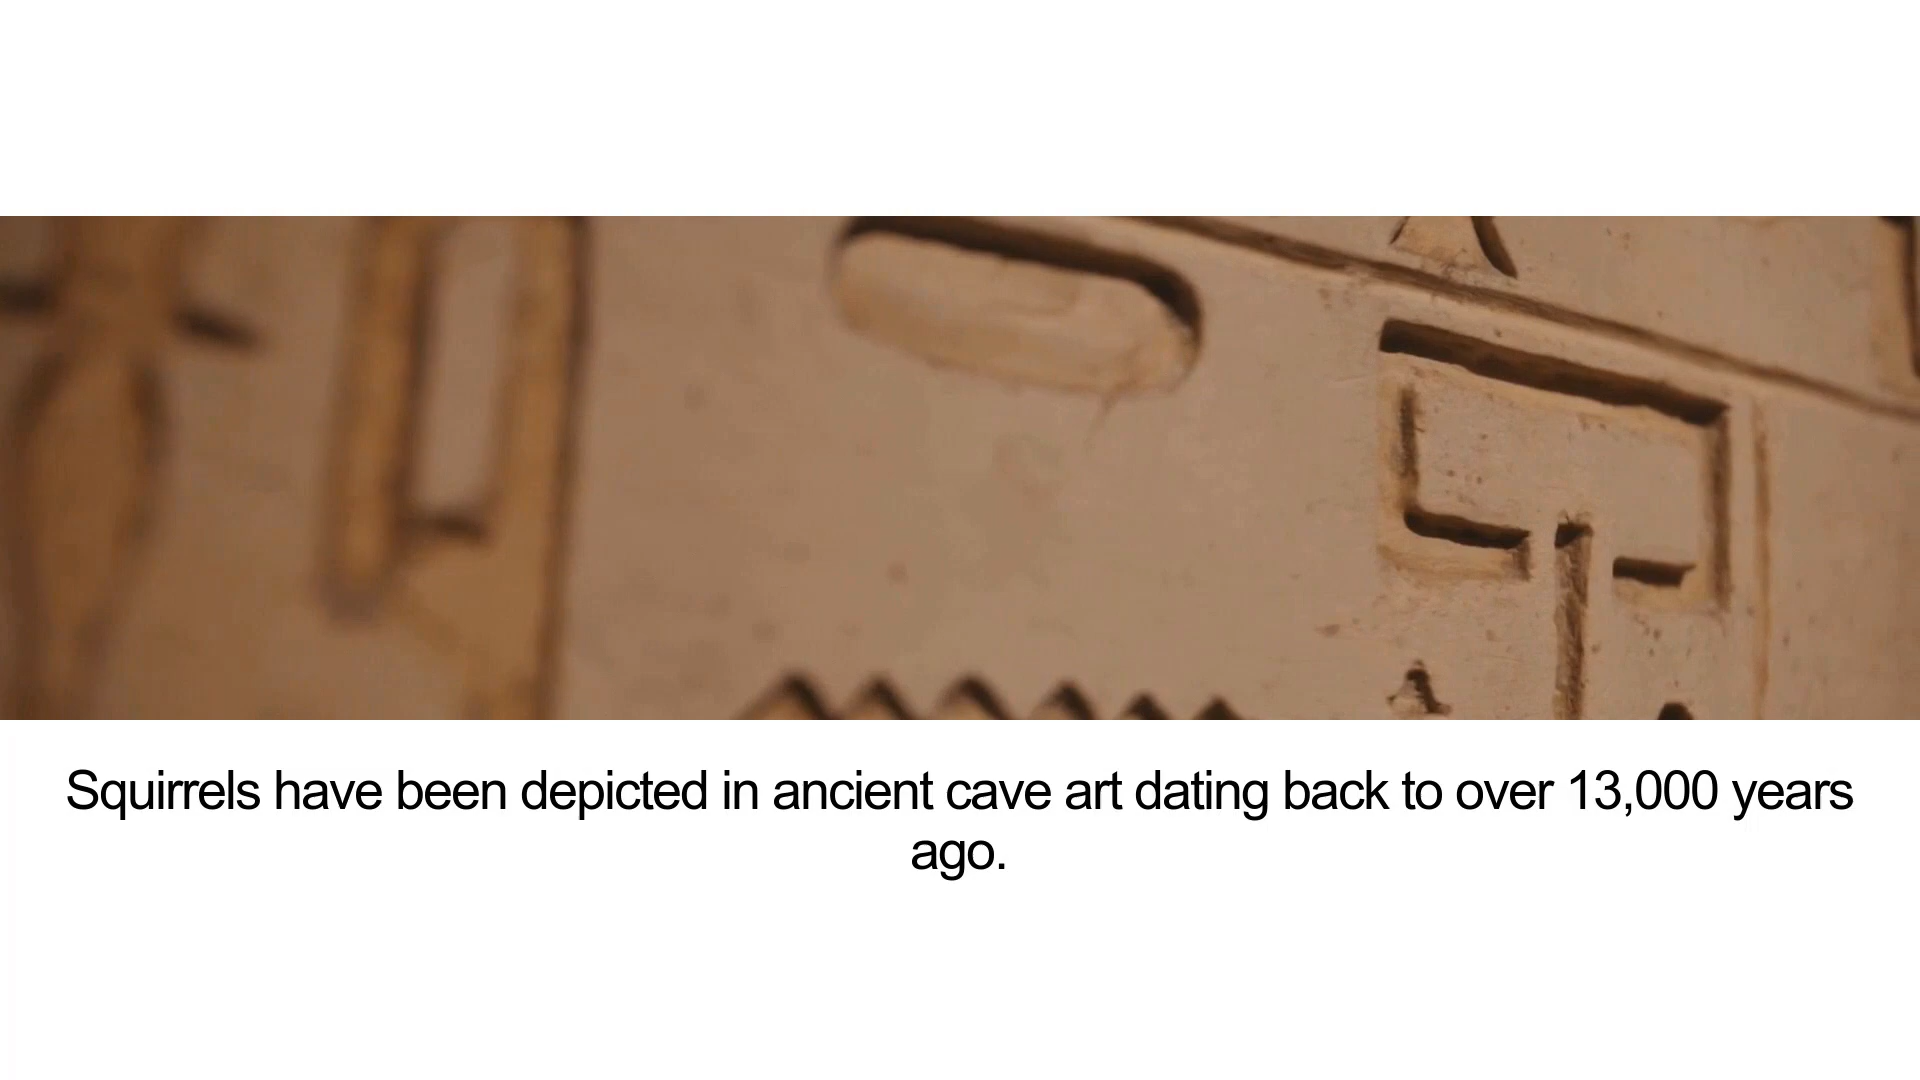 Squirrels have been depicted in ancient cave art dating back to over 13,000 years
ago.